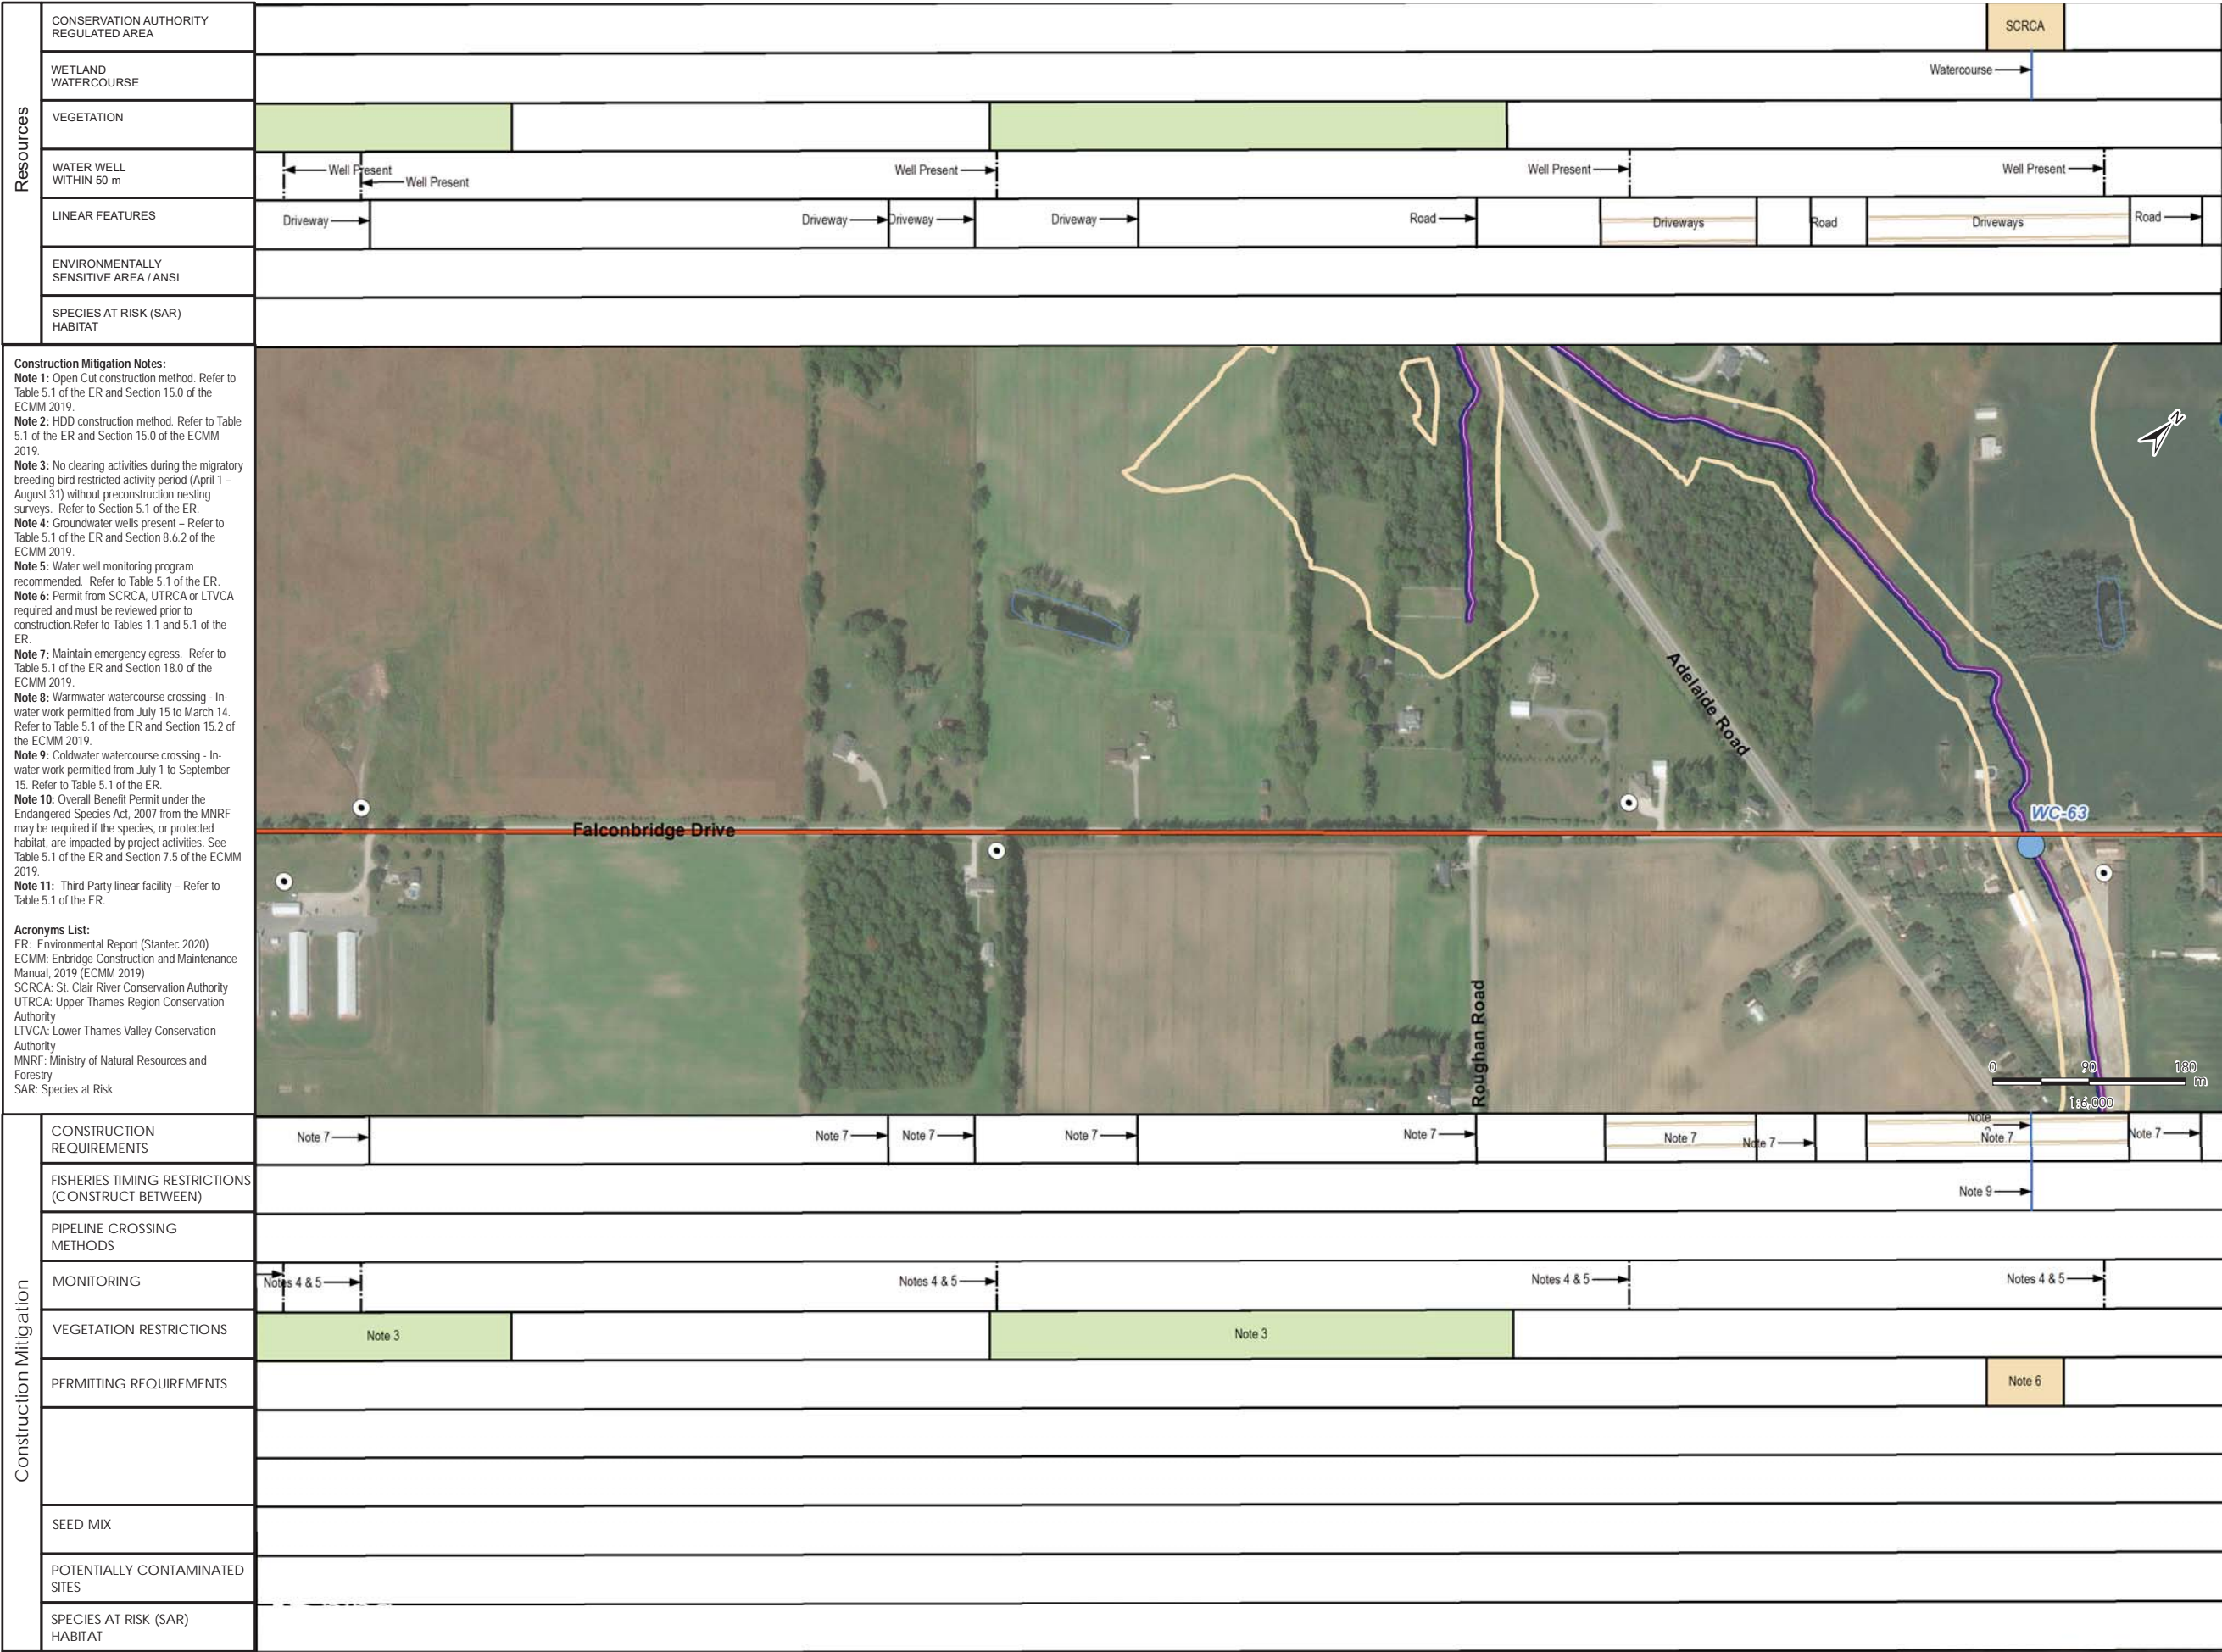 Resources
CONSERVATION AUTHORITY
REGULATED AREA
SCRCA
WETLAND
WATERCOURSE
Watercourse
VEGETATION
WATER WELL
WITHIN 50 m
Well Present
Well Present
Well Present
Well Present
Well Present
LINEAR FEATURES
Driveway
Driveway
Driveway
Driveway
Road
Driveways
Road
Driveways
Road
ENVIRONMENTALLY
SENSITIVE AREA / ANSI
SPECIES AT RISK (SAR)
HABITAT
Construction Mitigation Notes:
Note 1: Open Cut construction method. Refer to
Table 5.1 of the ER and Section 15.0 of the
ECMM 2019.
Note 2: HDD construction method. Refer to Table
5.1 of the ER and Section 15.0 of the ECMM
2019.
Note 3: No clearing activities during the migratory
breeding bird restricted activity period (April 1 –
August 31) without preconstruction nesting
surveys. Refer to Section 5.1 of the ER.
Note 4: Groundwater wells present – Refer to
Table 5.1 of the ER and Section 8.6.2 of the
ECMM 2019.
Note 5: Water well monitoring program
recommended. Refer to Table 5.1 of the ER.
Note 6: Permit from SCRCA, UTRCA or LTVCA
required and must be reviewed prior to
construction.Refer to Tables 1.1 and 5.1 of the
ER.
Note 7: Maintain emergency egress. Refer to
Table 5.1 of the ER and Section 18.0 of the
ECMM 2019.
Note 8: Warmwater watercourse crossing - In-
water work permitted from July 15 to March 14.
Refer to Table 5.1 of the ER and Section 15.2 of
the ECMM 2019.
Note 9: Coldwater watercourse crossing - In-
water work permitted from July 1 to September
15. Refer to Table 5.1 of the ER.
Note 10: Overall Benefit Permit under the
Endangered Species Act, 2007 from the MNRF
may be required if the species, or protected
habitat, are impacted by project activities. See
Table 5.1 of the ER and Section 7.5 of the ECMM
2019.
Note 11: Third Party linear facility – Refer to
Table 5.1 of the ER.
Acronyms List:
ER: Environmental Report (Stantec 2020)
ECMM: Enbridge Construction and Maintenance
Manual, 2019 (ECMM 2019)
SCRCA: St. Clair River Conservation Authority
UTRCA: Upper Thames Region Conservation
Authority
LTVCA: Lower Thames Valley Conservation
Authority
MNRF: Ministry of Natural Resources and
Forestry
SAR: Species at Risk
N
Adelaide Road
WC-63
Falconbridge Drive
Roughan Road
0 90 180
m
1:6,000
Construction Mitigation
CONSTRUCTION
REQUIREMENTS
Note 7
Note 7
Note 7
Note 7
Note 7
Note 7
Note 7
Note
Note 7
Note 7
FISHERIES TIMING RESTRICTIONS
(CONSTRUCT BETWEEN)
Note 9
PIPELINE CROSSING
METHODS
MONITORING
Notes 4 & 5
Notes 4 & 5
Notes 4 & 5
Notes 4 & 5
VEGETATION RESTRICTIONS
Note 3
Note 3
PERMITTING REQUIREMENTS
Note 6
SEED MIX
POTENTIALLY CONTAMINATED
SITES
SPECIES AT RISK (SAR)
HABITAT